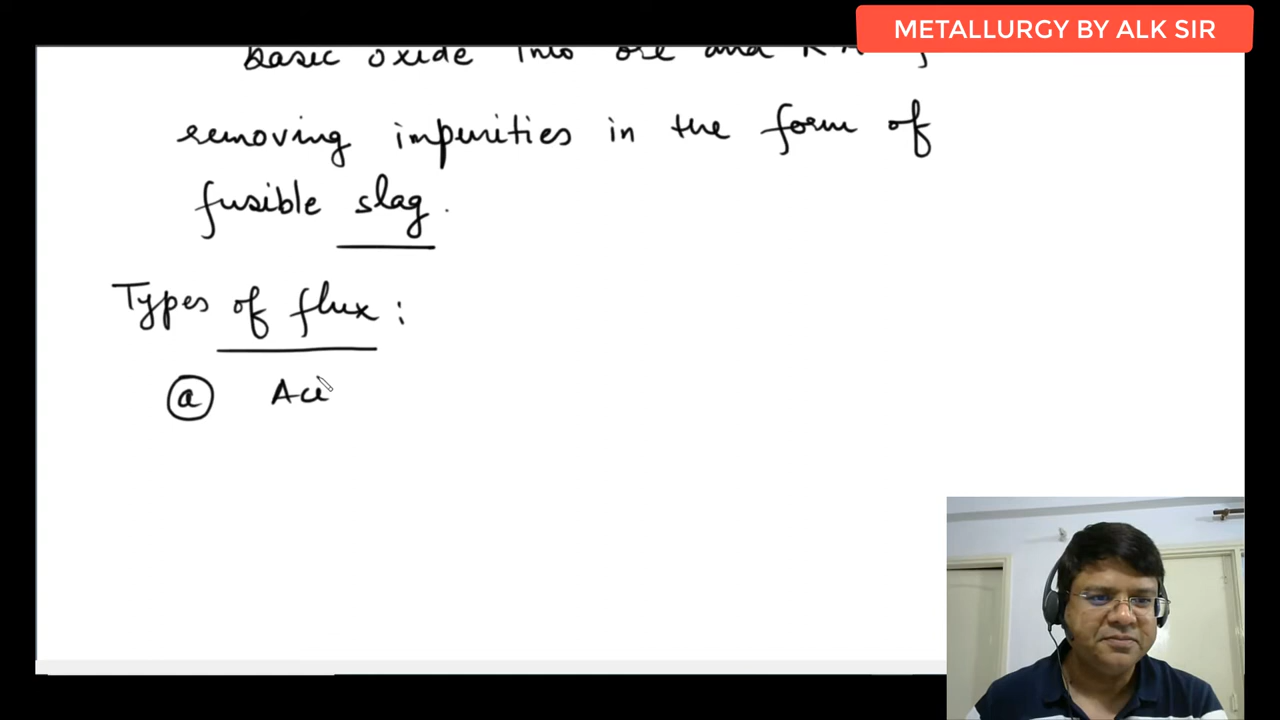 METALLURGY BY ALK SIR
basic oxide into ore and
removing impurities in the form of
fusible slag.
Types of flux :
(a) Aci